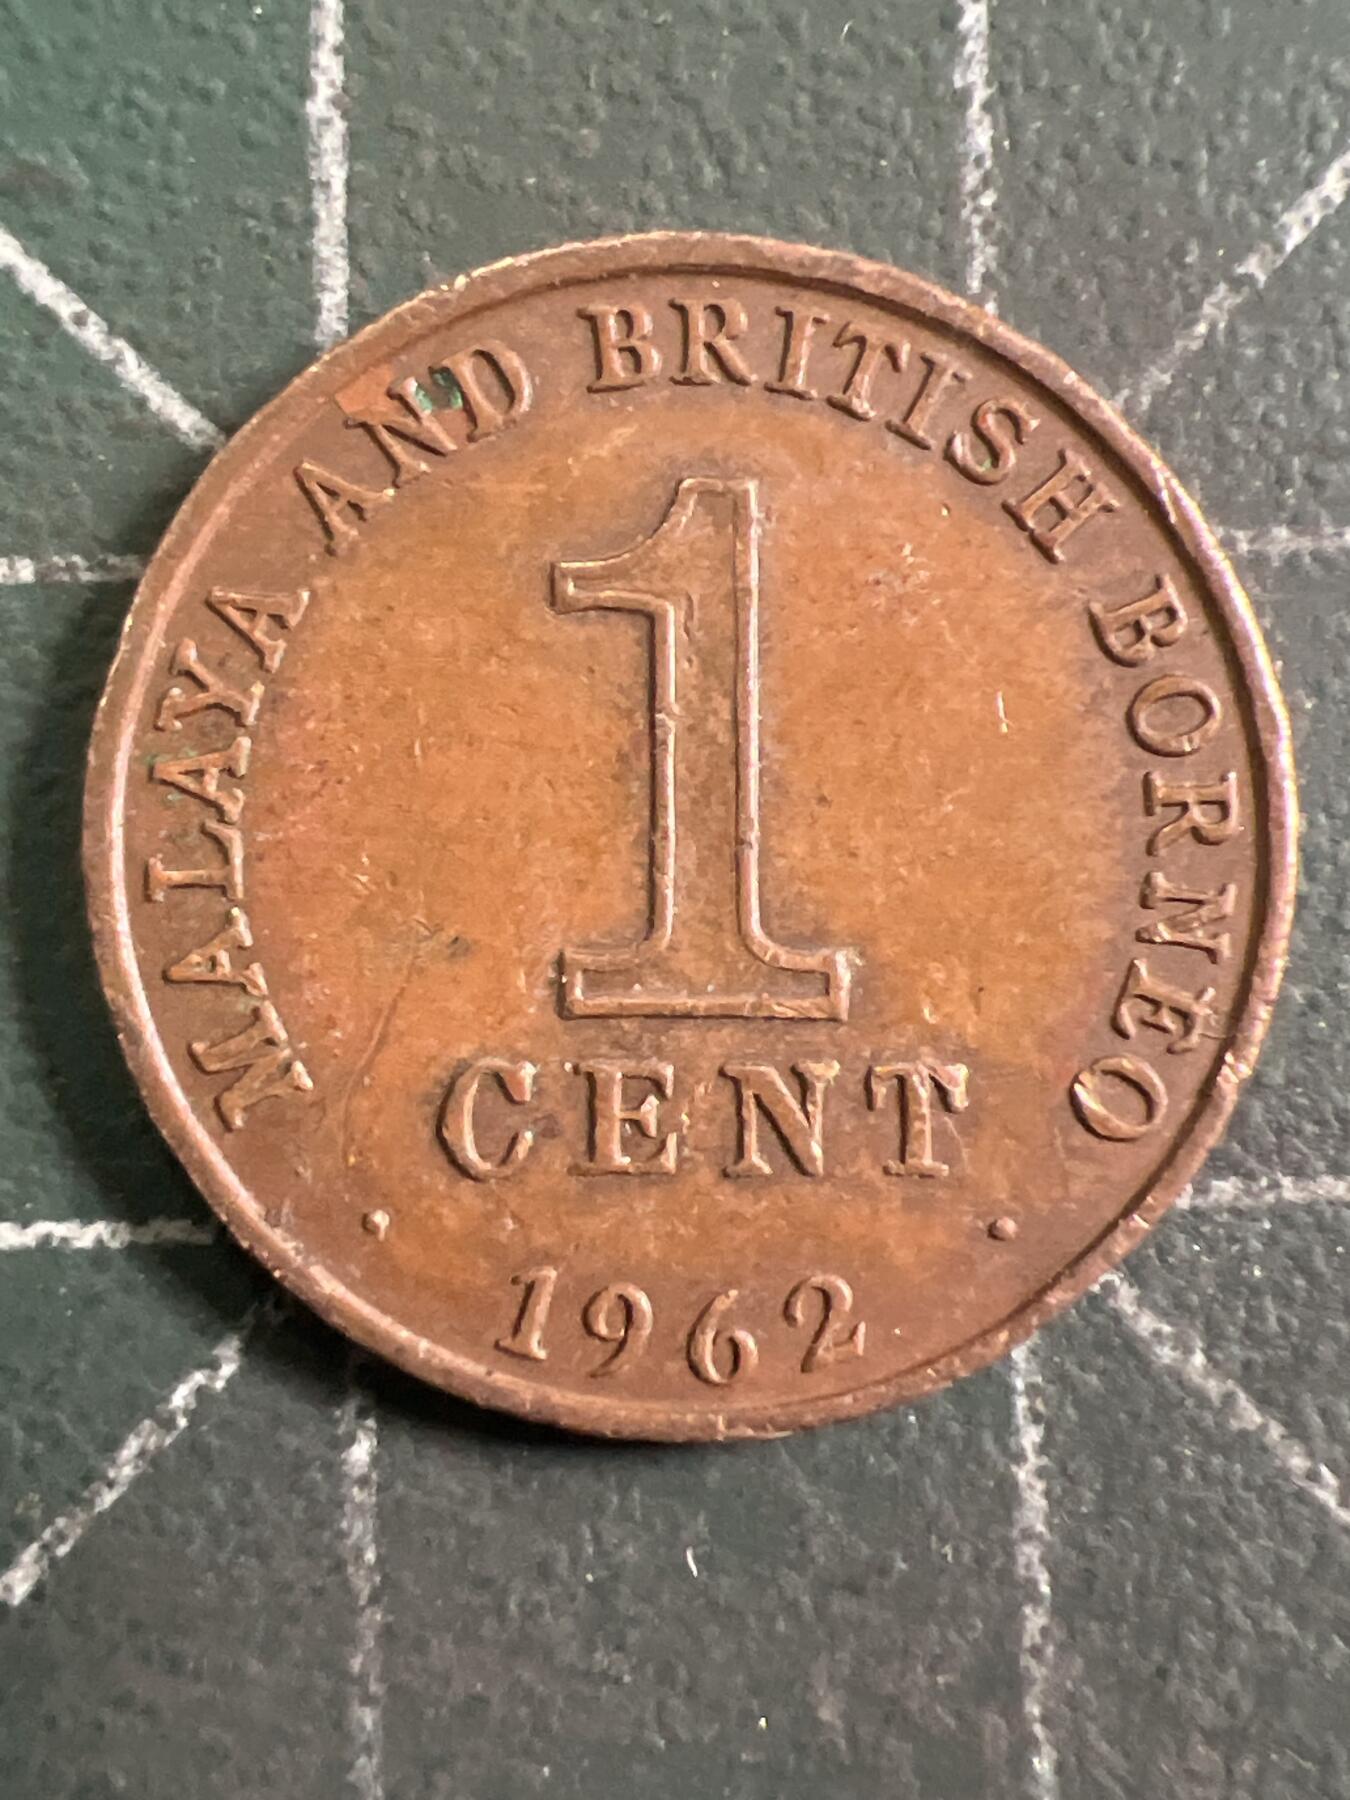 MALAYA AND BRITISH BORNEO
1
CENT
1962